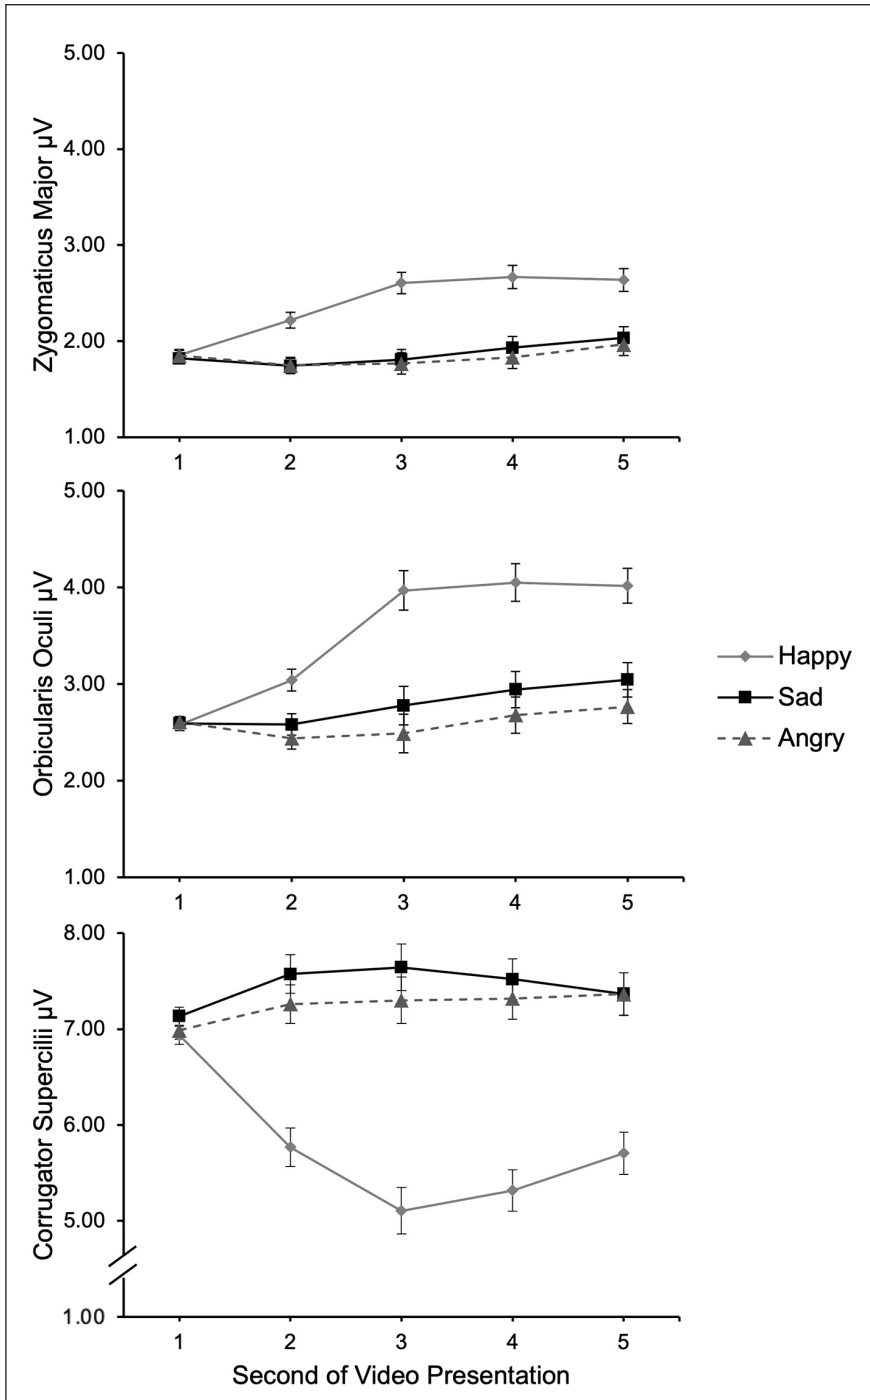 5.00
4.00
3.00
2.00
1.00
Zygomaticus Major µV
1 2 3 4 5
5.00
4.00
3.00
2.00
1.00
Orbicularis Oculi µV
1 2 3 4 5
Happy
Sad
Angry
8.00
7.00
6.00
5.00
1.00
Corrugator Supercilii µV
1 2 3 4 5
Second of Video Presentation